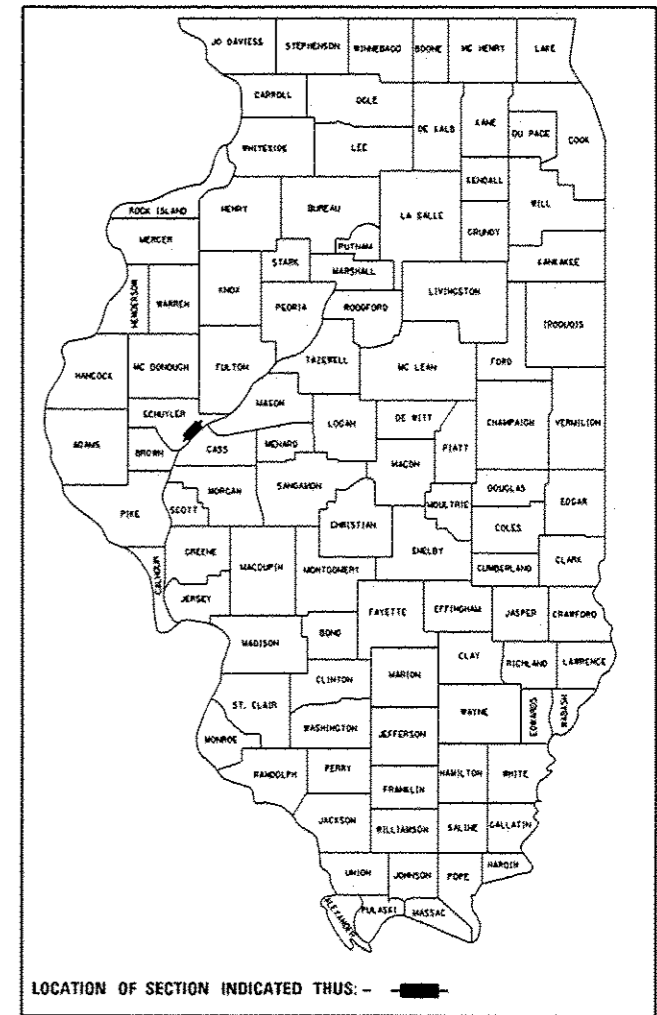 JO DAVIESS STEPHENSON WINNEBAGO BOONE MC HENRY LAKE
CARROLL OGLE DE KALB KANE DU PAGE COOK
WHITESIDE LEE KENDALL WILL
ROCK ISLAND HENRY BUREAU LA SALLE GRUNDY
MERCER PUTNAM KANKAKEE
STARK MARSHALL
HENDERSON WARREN KNOX PEORIA WOODFORD LIVINGSTON IROQUOIS
HANCOCK MC DONOUGH FULTON TAZEWELL MC LEAN FORD
SCHUYLER MASON LOGAN DE WITT CHAMPAIGN VERMILION
ADAMS BROWN CASS MENARD MACON PIATT
PIKE SCOTT MORGAN SANGAMON MOULTRIE DOUGLAS EDGAR
CHRISTIAN COLES
CALHOUN GREENE MACOUPIN MONTGOMERY SHELBY CUMBERLAND CLARK
JERSEY FAYETTE EFFINGHAM JASPER CRAWFORD
MADISON BOND CLAY RICHLAND LAWRENCE
CLINTON MARION
ST. CLAIR WAYNE EDWARDS WABASH
MONROE WASHINGTON JEFFERSON
RANDOLPH PERRY HAMILTON WHITE
FRANKLIN
JACKSON WILLIAMSON SALINE GALLATIN
UNION JOHNSON POPE HARDIN
ALEXANDER PULASKI MASSAC
LOCATION OF SECTION INDICATED THUS: -